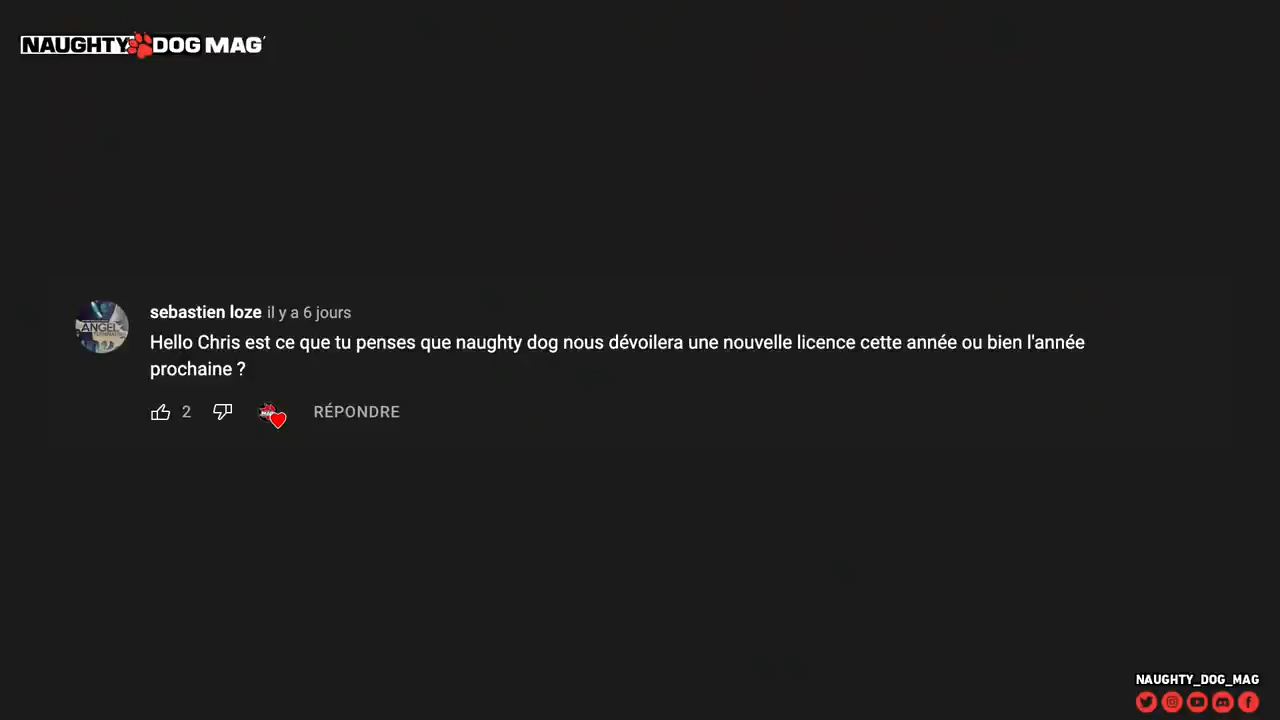 NAUGHTY DOG MAG'
sebastien loze il y a 6 jours
Hello Chris est ce que tu penses que naughty dog nous dévoilera une nouvelle licence cette année ou bien l'année
prochaine ?
2 RÉPONDRE
NAUGHTY_DOG_MAG